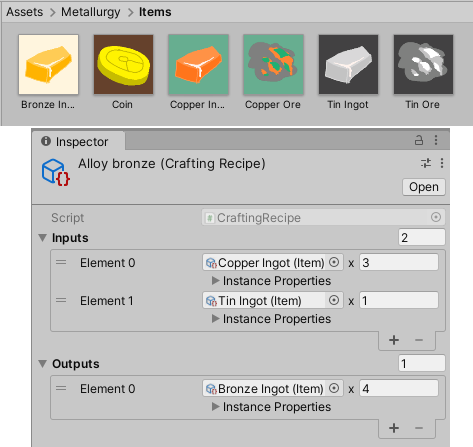 Assets > Metallurgy > Items
Bronze In... Coin Copper In... Copper Ore Tin Ingot Tin Ore
Inspector
Alloy bronze (Crafting Recipe)
Open
Script CraftingRecipe
Inputs 2
Element 0 Copper Ingot (Item) x 3
Instance Properties
Element 1 Tin Ingot (Item) x 1
Instance Properties
+ −
Outputs 1
Element 0 Bronze Ingot (Item) x 4
Instance Properties
+ −